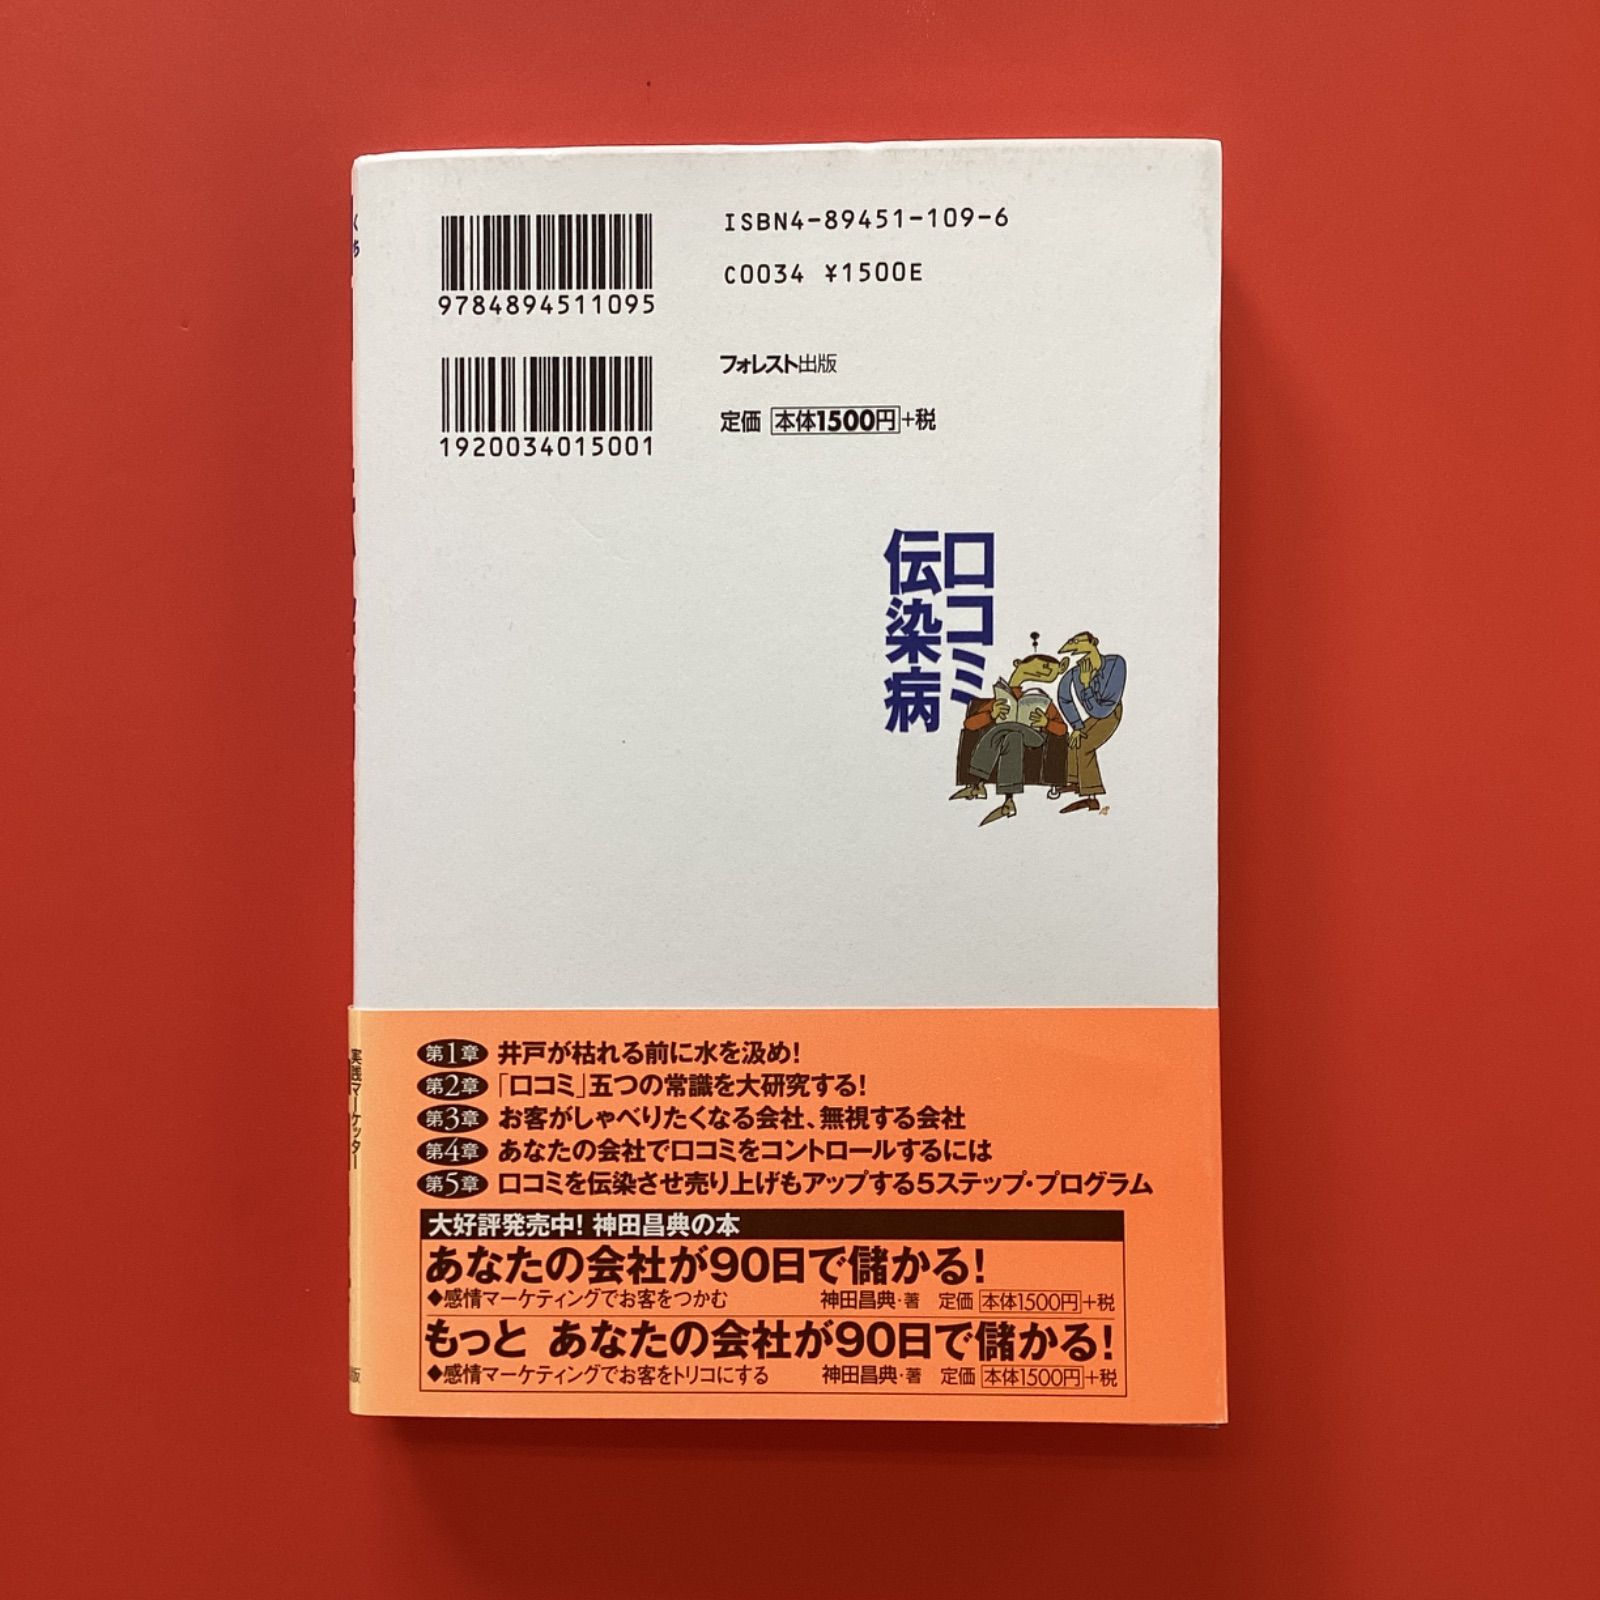 ISBN4-89451-109-6
C0034 ¥1500E
9784894511095
フォレスト出版
定価 本体1500円+税
1920034015001
口コミ
伝染病
第1章 井戸が枯れる前に水を汲め!
第2章 「口コミ」五つの常識を大研究する!
第3章 お客がしゃべりたくなる会社、無視する会社
第4章 あなたの会社で口コミをコントロールするには
第5章 口コミを伝染させ売り上げもアップする5ステップ・プログラム
大好評発売中! 神田昌典の本
あなたの会社が90日で儲かる!
◆感情マーケティングでお客をつかむ 神田昌典・著 定価 本体1500円+税
もっと あなたの会社が90日で儲かる!
◆感情マーケティングでお客をトリコにする 神田昌典・著 定価 本体1500円+税
実践マーケッター